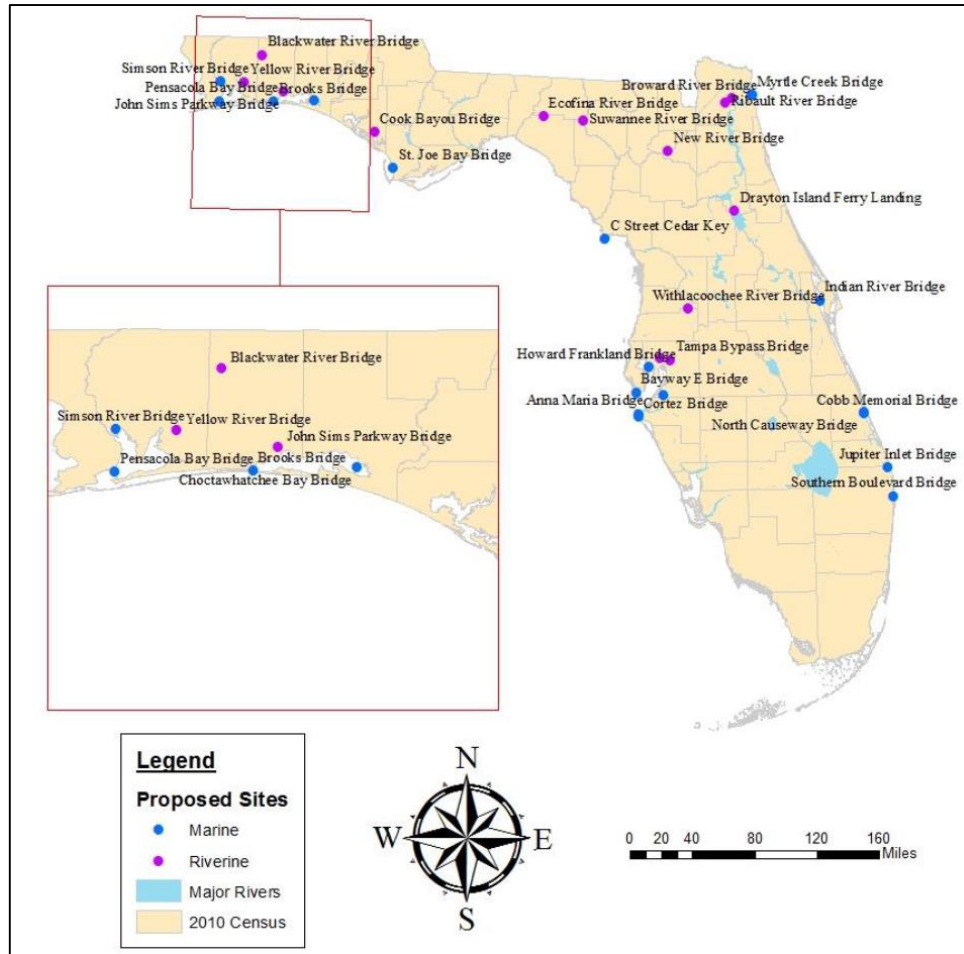 Blackwater River Bridge
Simson River Bridge
Yellow River Bridge
Pensacola Bay Bridge
Brooks Bridge
John Sims Parkway Bridge
Cook Bayou Bridge
St. Joe Bay Bridge
Ecofina River Bridge
Suwannee River Bridge
Broward River Bridge
Myrtle Creek Bridge
Ribault River Bridge
New River Bridge
Drayton Island Ferry Landing
C Street Cedar Key
Indian River Bridge
Withlacoochee River Bridge
Howard Frankland Bridge
Tampa Bypass Bridge
Bayway E Bridge
Anna Maria Bridge
Cortez Bridge
Cobb Memorial Bridge
North Causeway Bridge
Jupiter Inlet Bridge
Southern Boulevard Bridge
Blackwater River Bridge
Simson River Bridge
Yellow River Bridge
John Sims Parkway Bridge
Pensacola Bay Bridge
Brooks Bridge
Choctawhatchee Bay Bridge
Legend
Proposed Sites
Marine
Riverine
Major Rivers
2010 Census
N
W
E
S
0 20 40 80 120 160
Miles